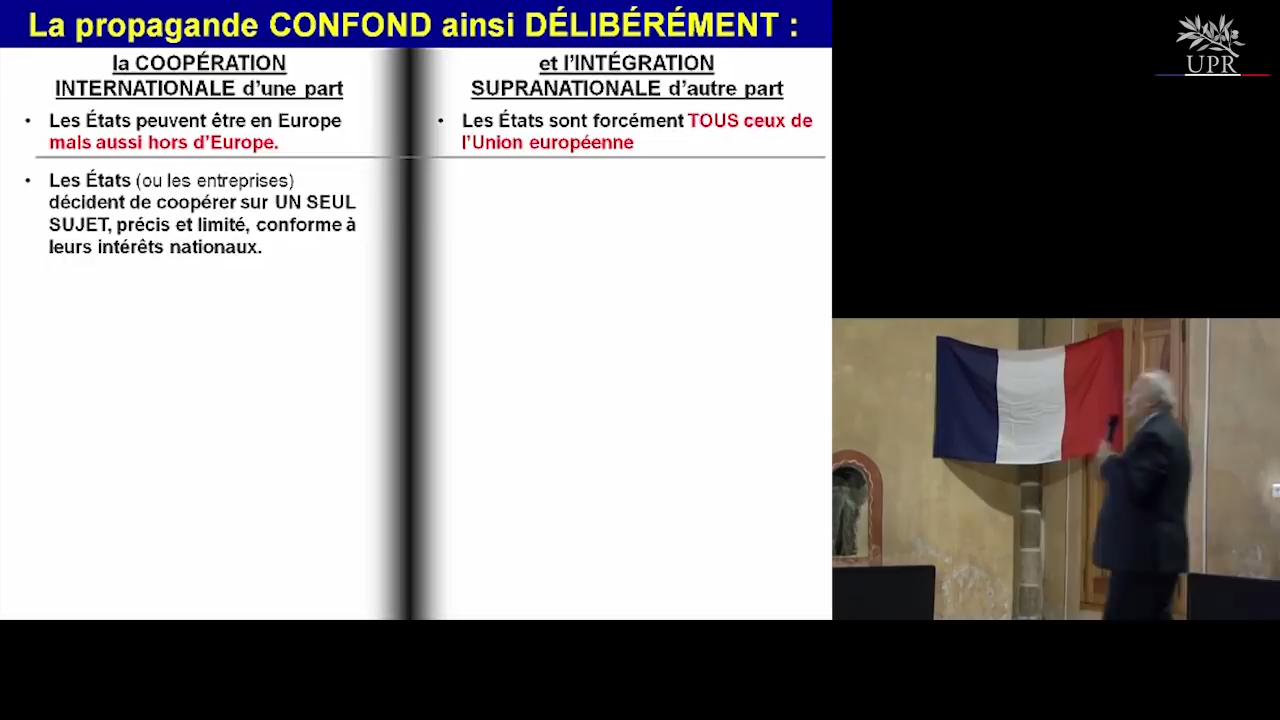 La propagande CONFOND ainsi DÉLIBÉRÉMENT :
la COOPÉRATION
INTERNATIONALE d'une part
• Les États peuvent être en Europe
mais aussi hors d'Europe.
• Les États (ou les entreprises)
décident de coopérer sur UN SEUL
SUJET, précis et limité, conforme à
leurs intérêts nationaux.
et l'INTÉGRATION
SUPRANATIONALE d'autre part
• Les États sont forcément TOUS ceux de
l'Union européenne
UPR